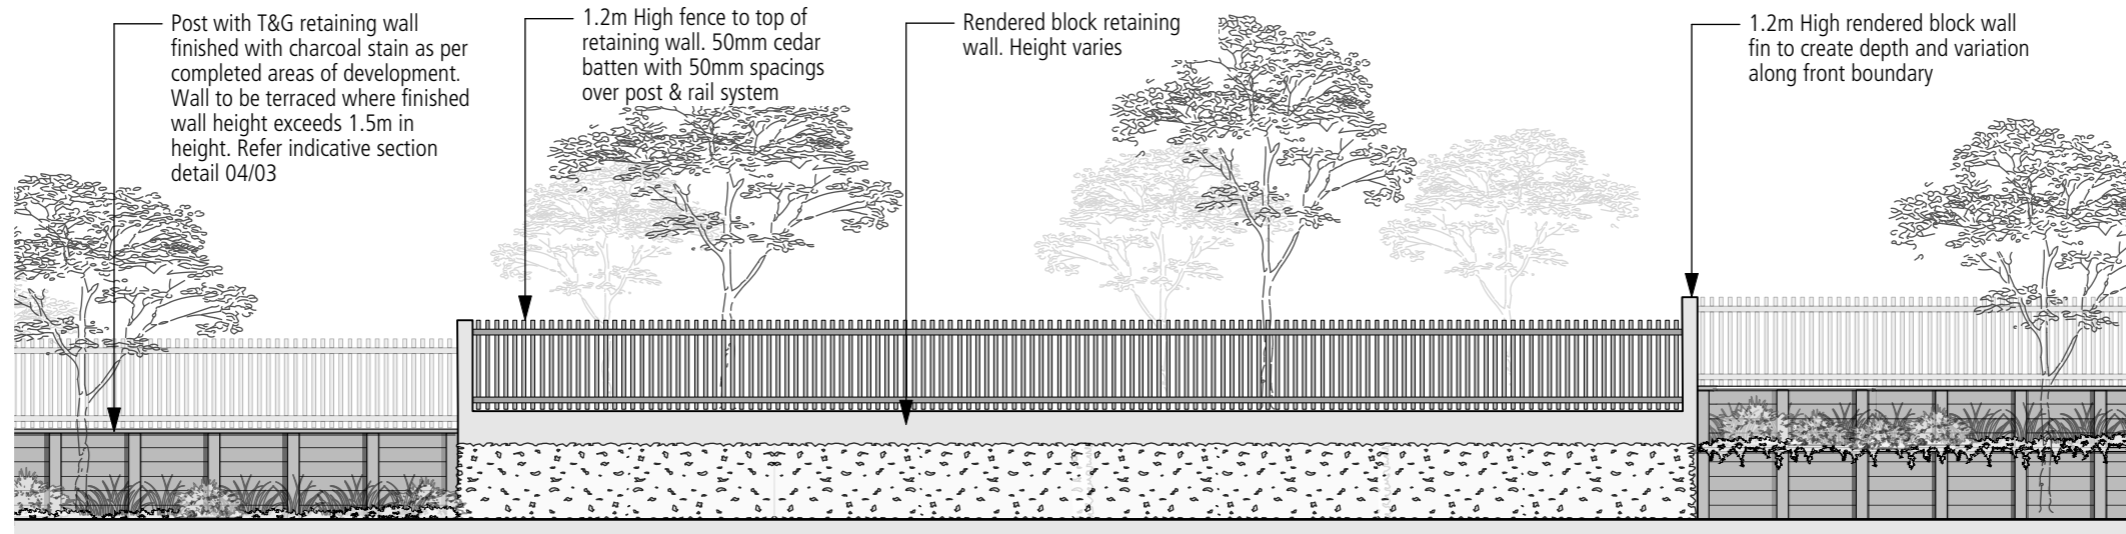 Post with T&G retaining wall
finished with charcoal stain as per
completed areas of development.
Wall to be terraced where finished
wall height exceeds 1.5m in
height. Refer indicative section
detail 04/03
1.2m High fence to top of
retaining wall. 50mm cedar
batten with 50mm spacings
over post & rail system
Rendered block retaining
wall. Height varies
1.2m High rendered block wall
fin to create depth and variation
along front boundary